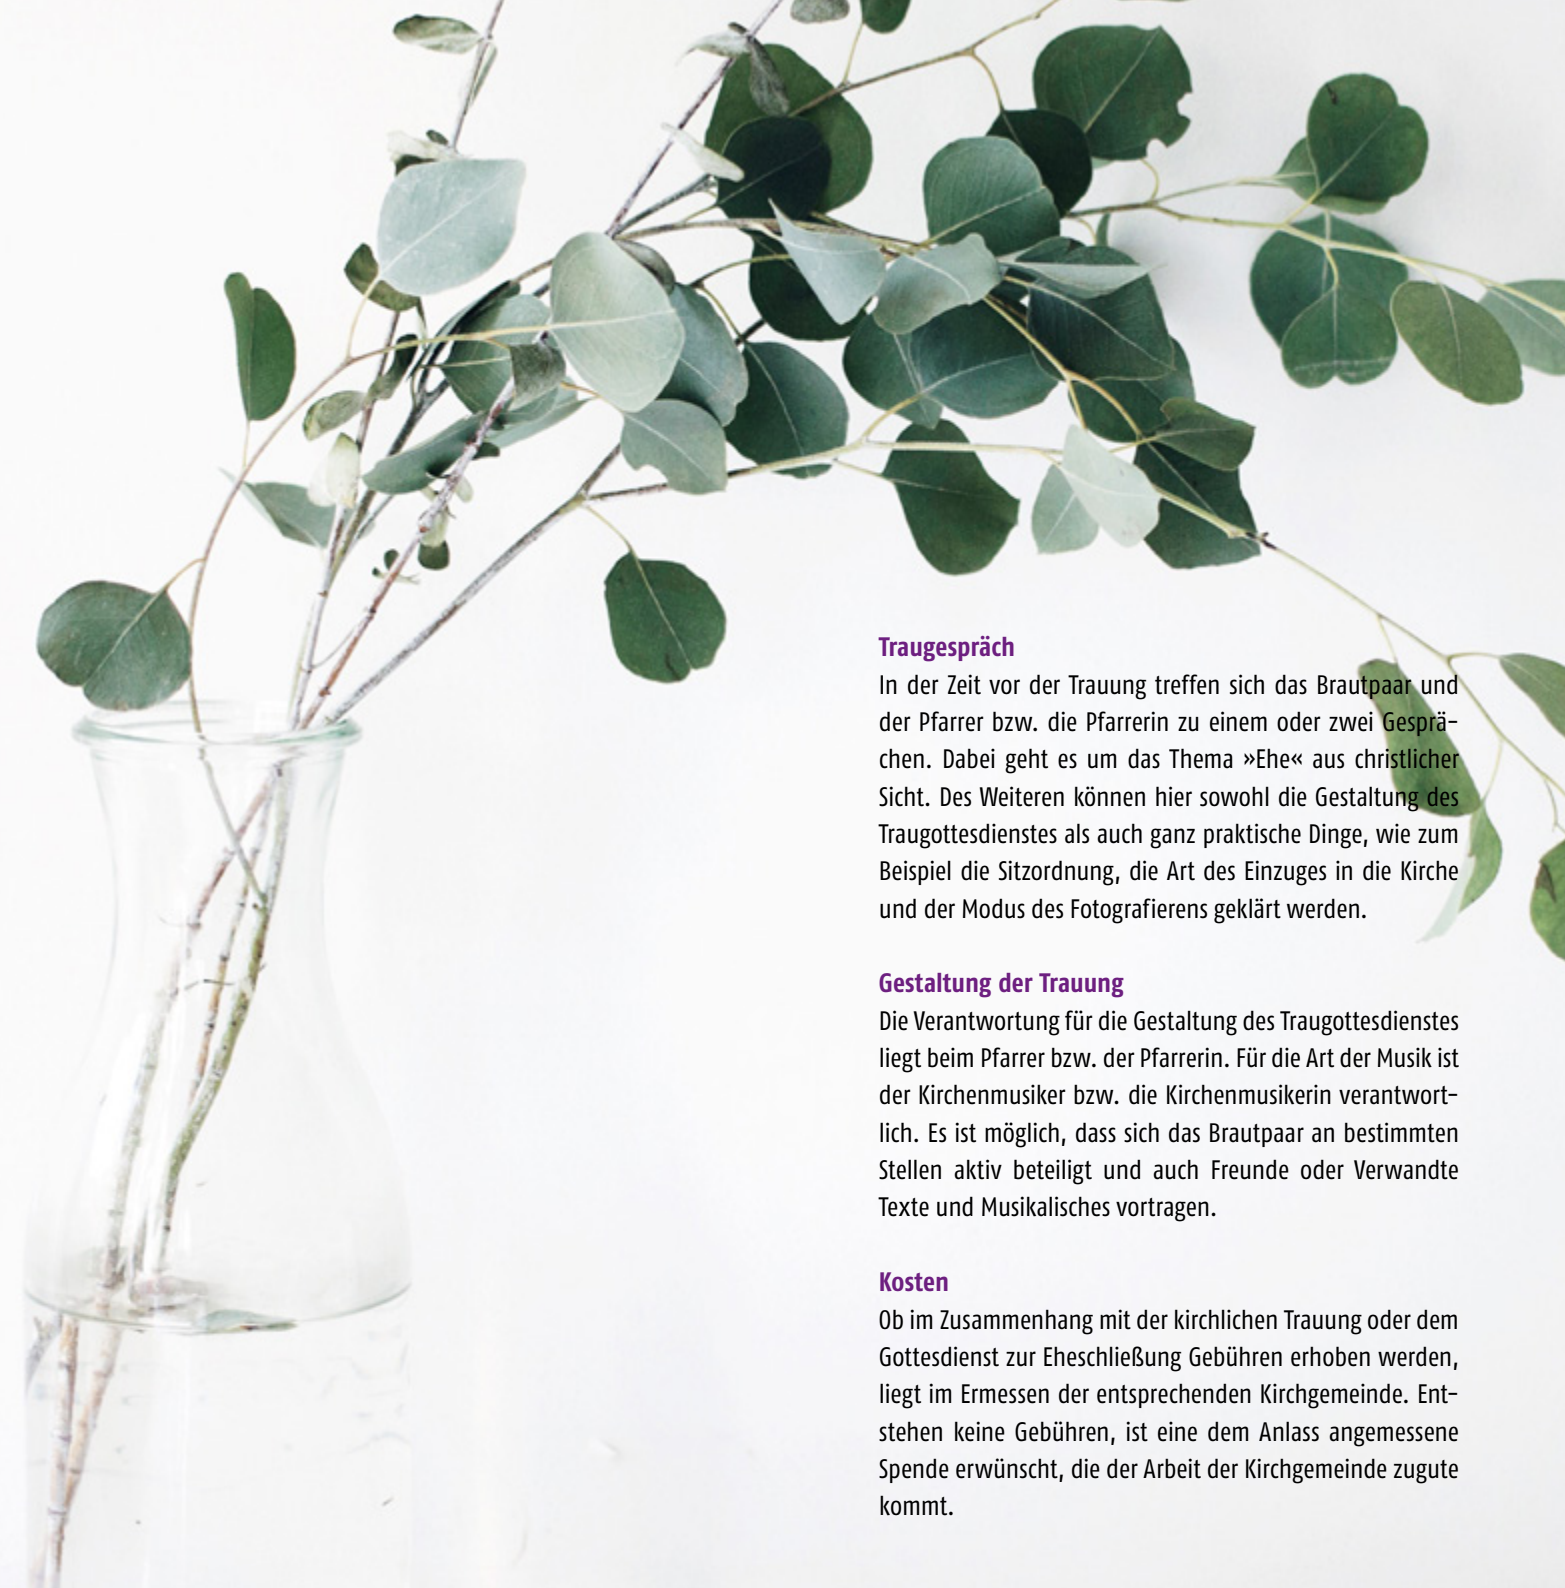 Traugespräch
In der Zeit vor der Trauung treffen sich das Brautpaar und
der Pfarrer bzw. die Pfarrerin zu einem oder zwei Gesprä-
chen. Dabei geht es um das Thema »Ehe« aus christlicher
Sicht. Des Weiteren können hier sowohl die Gestaltung des
Traugottesdienstes als auch ganz praktische Dinge, wie zum
Beispiel die Sitzordnung, die Art des Einzuges in die Kirche
und der Modus des Fotografierens geklärt werden.
Gestaltung der Trauung
Die Verantwortung für die Gestaltung des Traugottesdienstes
liegt beim Pfarrer bzw. der Pfarrerin. Für die Art der Musik ist
der Kirchenmusiker bzw. die Kirchenmusikerin verantwort-
lich. Es ist möglich, dass sich das Brautpaar an bestimmten
Stellen aktiv beteiligt und auch Freunde oder Verwandte
Texte und Musikalisches vortragen.
Kosten
Ob im Zusammenhang mit der kirchlichen Trauung oder dem
Gottesdienst zur Eheschließung Gebühren erhoben werden,
liegt im Ermessen der entsprechenden Kirchgemeinde. Ent-
stehen keine Gebühren, ist eine dem Anlass angemessene
Spende erwünscht, die der Arbeit der Kirchgemeinde zugute
kommt.